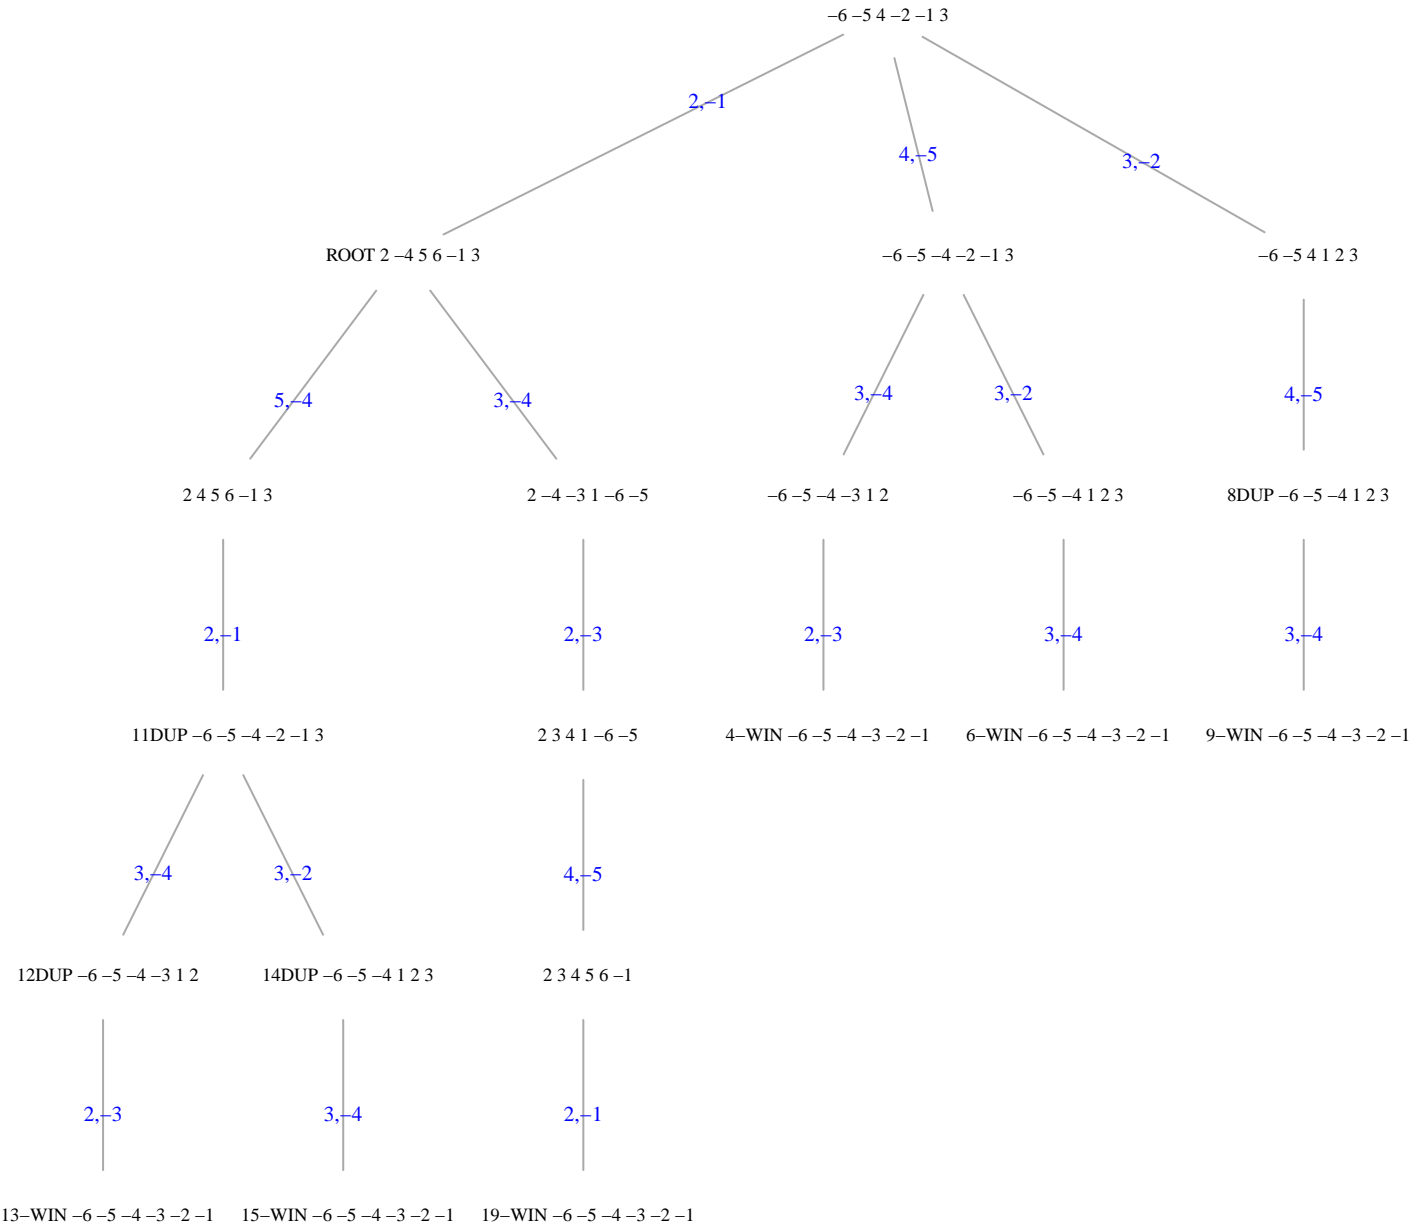 –6 –5 4 –2 –1 3
2,–1
4,–5
3,–2
ROOT 2 –4 5 6 –1 3
–6 –5 –4 –2 –1 3
–6 –5 4 1 2 3
5,–4
3,–4
3,–4
3,–2
4,–5
2 4 5 6 –1 3
2 –4 –3 1 –6 –5
–6 –5 –4 –3 1 2
–6 –5 –4 1 2 3
8DUP –6 –5 –4 1 2 3
2,–1
2,–3
2,–3
3,–4
3,–4
11DUP –6 –5 –4 –2 –1 3
2 3 4 1 –6 –5
4–WIN –6 –5 –4 –3 –2 –1
6–WIN –6 –5 –4 –3 –2 –1
9–WIN –6 –5 –4 –3 –2 –1
3,–4
3,–2
4,–5
12DUP –6 –5 –4 –3 1 2
14DUP –6 –5 –4 1 2 3
2 3 4 5 6 –1
2,–3
3,–4
2,–1
13–WIN –6 –5 –4 –3 –2 –1
15–WIN –6 –5 –4 –3 –2 –1
19–WIN –6 –5 –4 –3 –2 –1